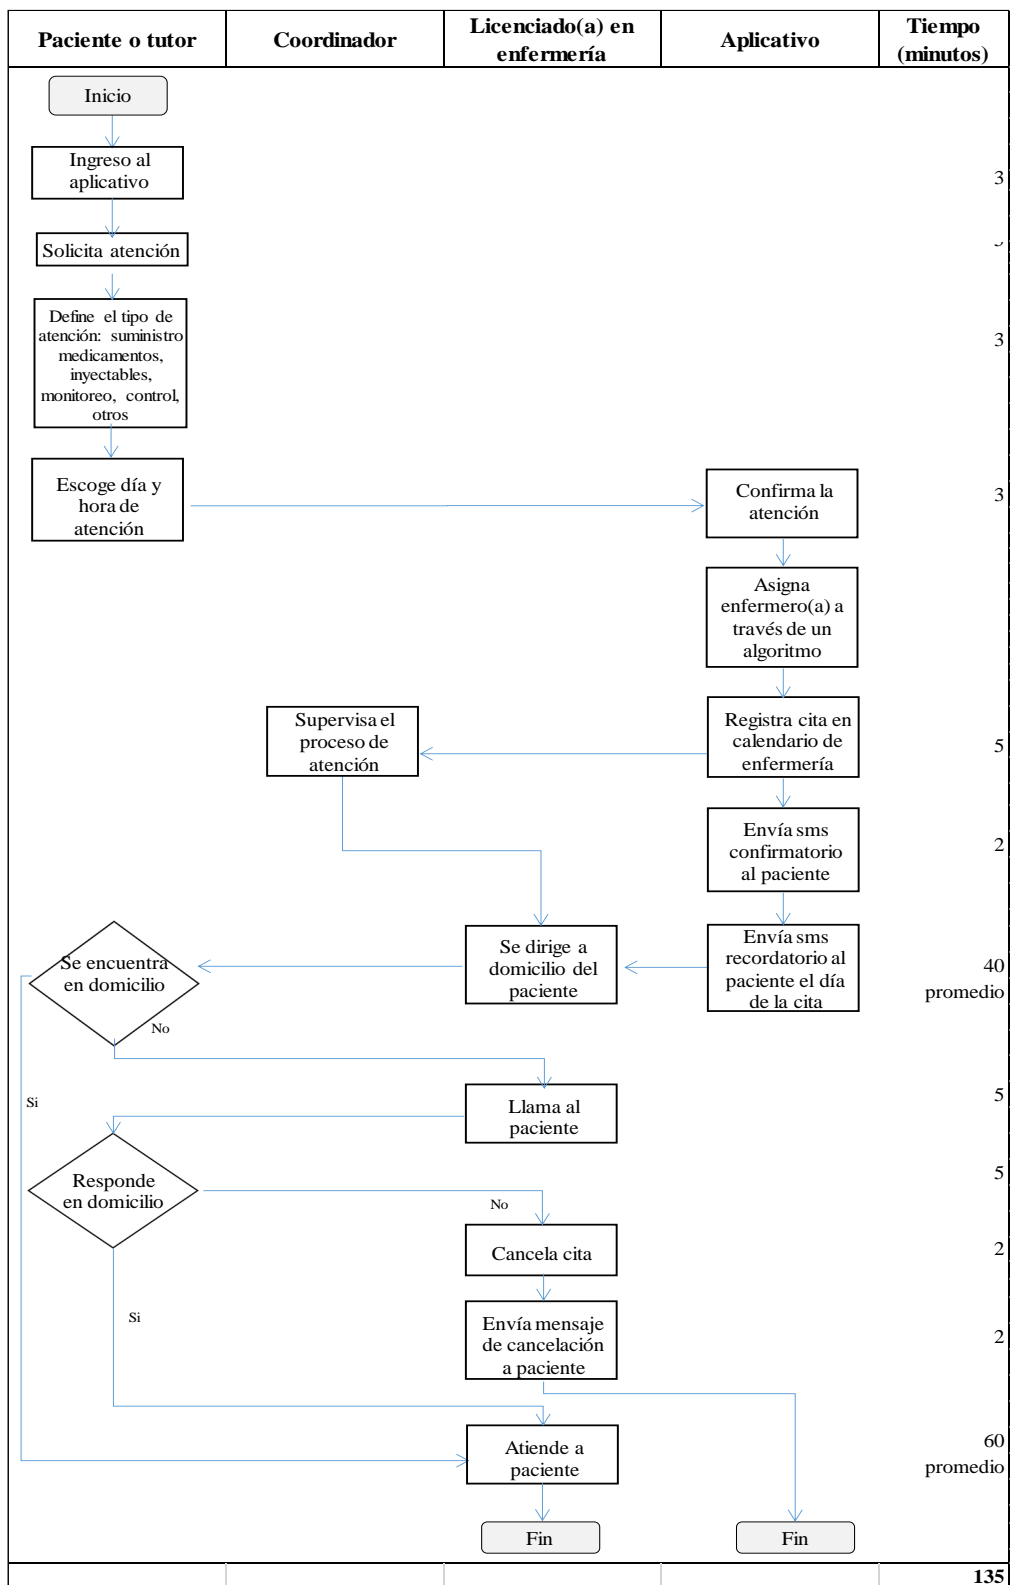 Paciente o tutor
Coordinador
Licenciado(a) en
enfermería
Aplicativo
Tiempo
(minutos)
Inicio
Ingreso al
aplicativo
3
Solicita atención
Define el tipo de
atención: suministro
medicamentos,
inyectables,
monitoreo, control,
otros
3
Escoge día y
hora de
atención
Confirma la
atención
3
Asigna
enfermero(a) a
través de un
algoritmo
Supervisa el
proceso de
atención
Registra cita en
calendario de
enfermería
5
Envía sms
confirmatorio
al paciente
2
Se encuentra
en domicilio
Se dirige a
domicilio del
paciente
Envía sms
recordatorio al
paciente el día
de la cita
40
promedio
No
Si
Llama al
paciente
5
Responde
en domicilio
5
No
Cancela cita
2
Si
Envía mensaje
de cancelación
a paciente
2
Atiende a
paciente
60
promedio
Fin
Fin
135